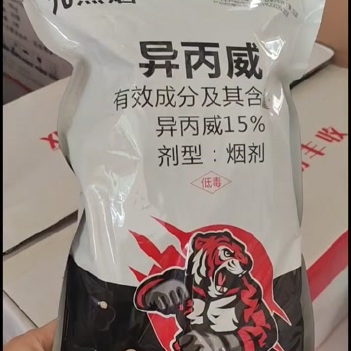 异丙威
有效成分及其含
异丙威15%
剂型：烟剂
低毒